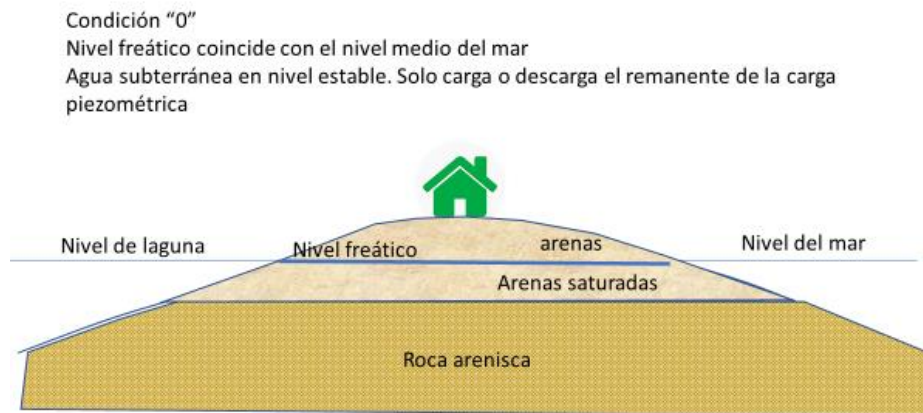 Condición “0”
Nivel freático coincide con el nivel medio del mar
Agua subterránea en nivel estable. Solo carga o descarga el remanente de la carga
piezométrica
Nivel de laguna
Nivel freático
arenas
Nivel del mar
Arenas saturadas
Roca arenisca